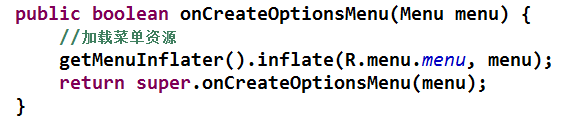 public boolean onCreateOptionsMenu(Menu menu) {
//加载菜单资源
getMenuInflater().inflate(R.menu.menu, menu);
return super.onCreateOptionsMenu(menu);
}